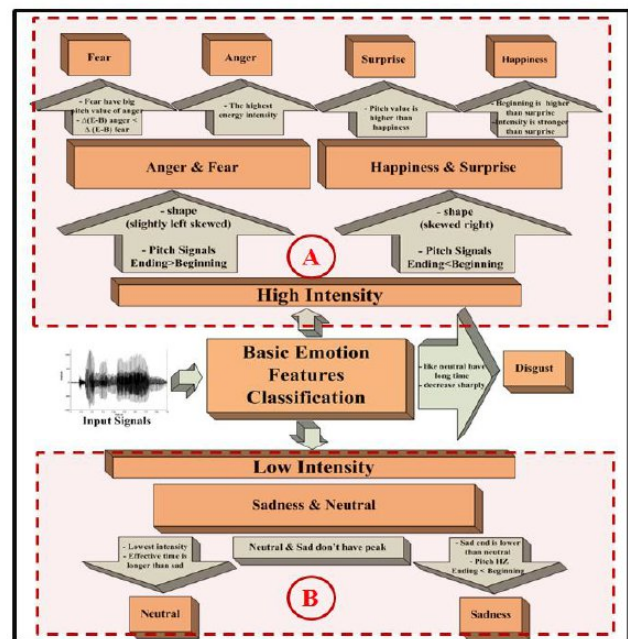 Fear
Anger
Surprise
Happiness
- Fear have big
pitch value of anger
- Δ(E-B) anger <
Δ (E-B) fear
- The highest
energy intensity
- Pitch value is
higher than
happiness
- Beginning is higher
than surprise
-Intensity is stronger
than surprise
Anger & Fear
Happiness & Surprise
- shape
(slightly left skewed)
- Pitch Signals
Ending>Beginning
- shape
(skewed right)
- Pitch Signals
Ending<Beginning
A
High Intensity
Basic Emotion
Features
Classification
Input Signals
- like neutral have
long time
- decrease sharply
Disgust
Low Intensity
Sadness & Neutral
- Lowest intensity
- Effective time is
longer than sad
Neutral & Sad don't have peak
- Sad end is lower
than neutral
- Pitch HZ
Ending < Beginning
B
Neutral
Sadness